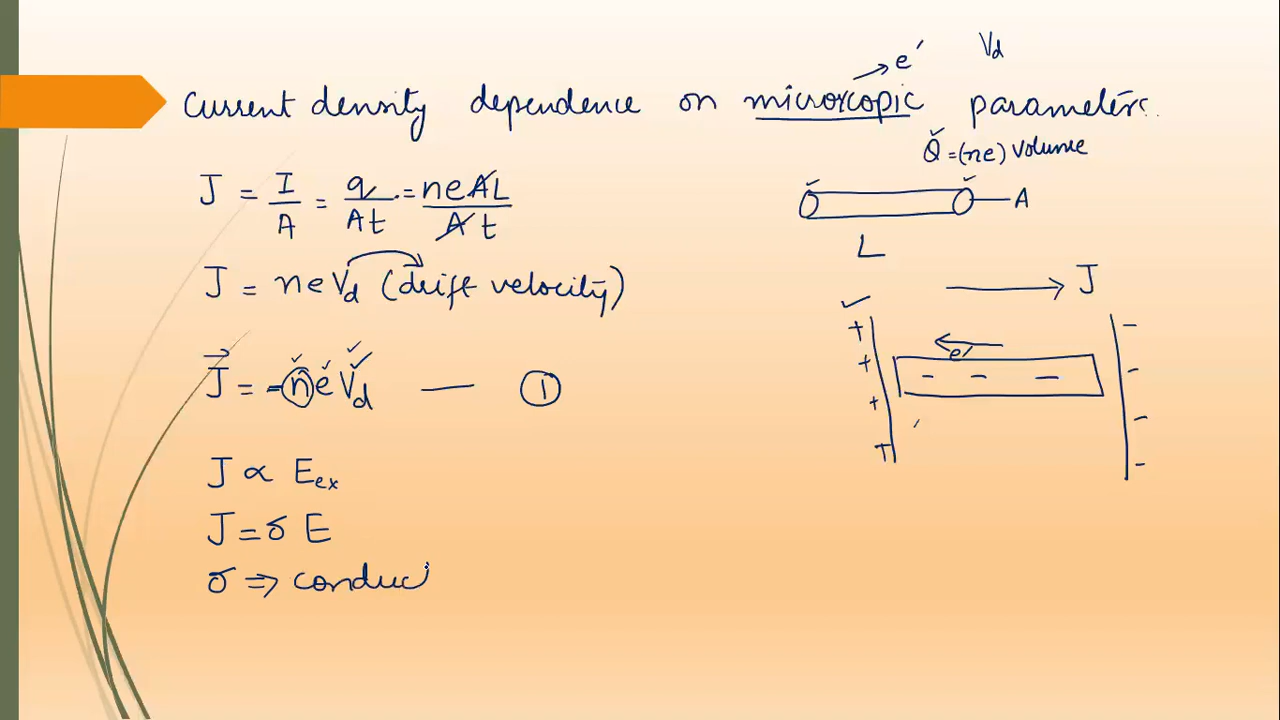 e⁻ Vd
Current density dependence on microscopic parameters.
Q = (ne) Volume
J = I/A = q/At = neAL/At
A
L
J = neVd (drift velocity)
J
+ + + +
e⁻
- - -
- - - -
J⃗ = -neVd — ①
J ∝ Eex
J = σ E
σ ⇒ conduc